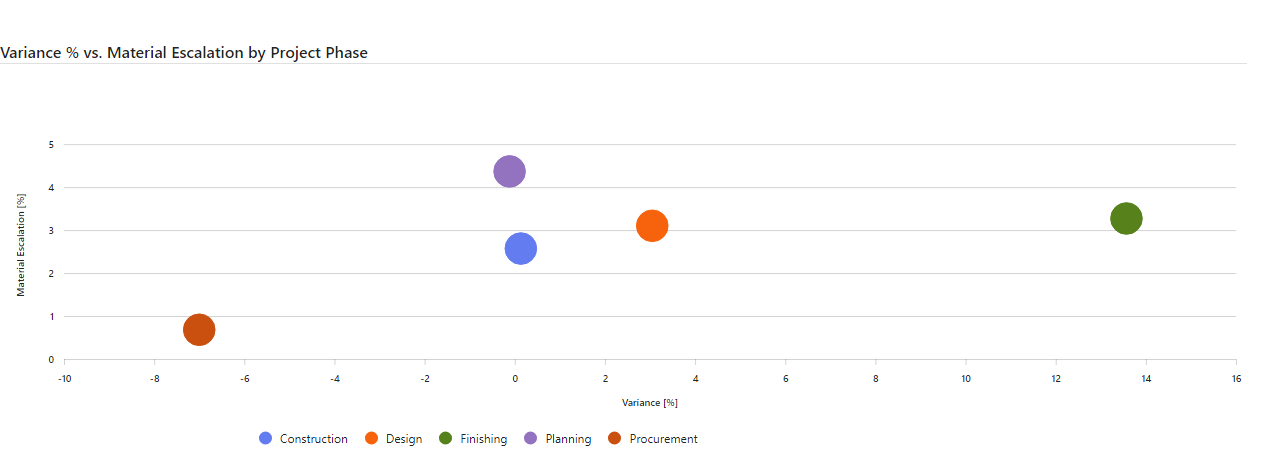 Variance % vs. Material Escalation by Project Phase
5
4
3
2
1
0
Material Escalation [%]
-10 -8 -6 -4 -2 0 2 4 6 8 10 12 14 16
Variance [%]
Construction Design Finishing Planning Procurement